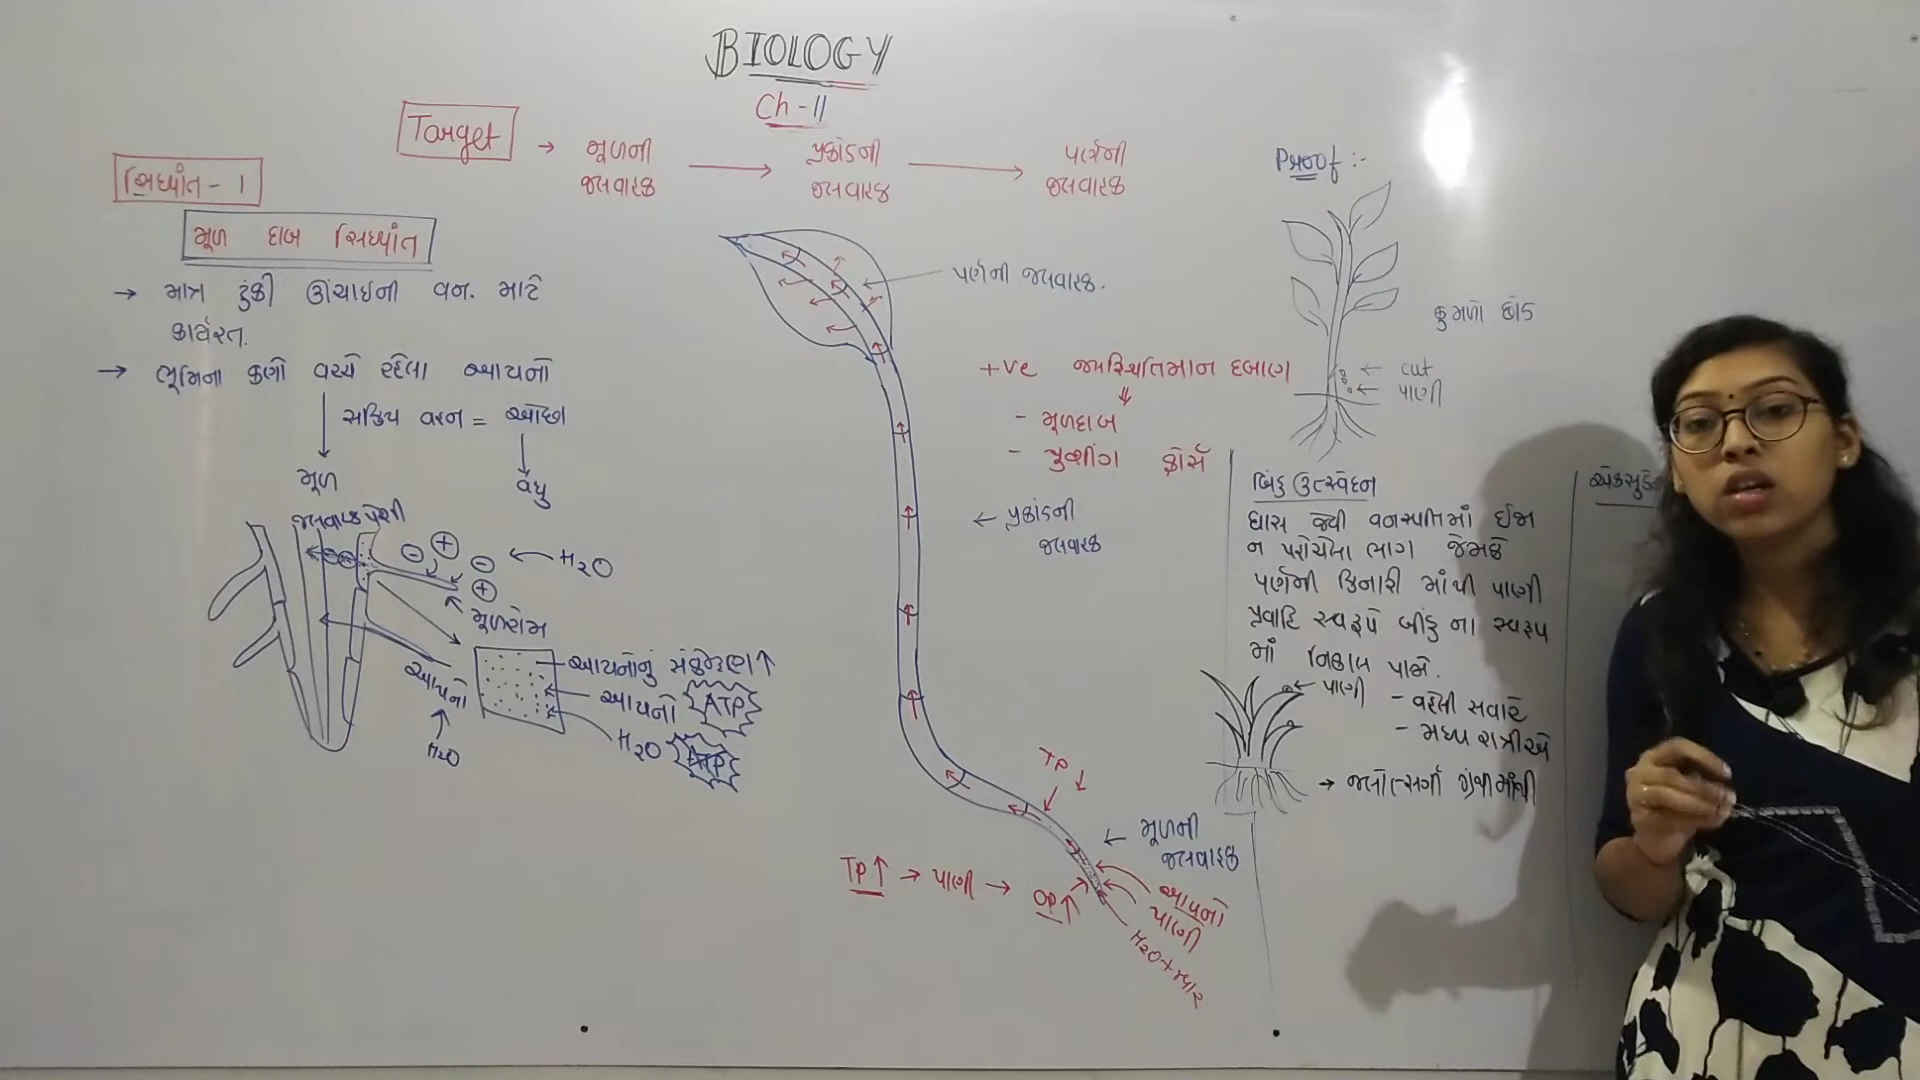 BIOLOGY
Ch - 11
Target → મૂળની → પ્રકાંડની → પર્ણની
જલવાહક જલવાહક જલવાહક
સિધ્ધાંત - 1
મૂળ દાબ સિધ્ધાંત
→ માત્ર ટુંકી ઊંચાઈની વન. માટે
કાર્યરત.
→ ભૂમિના કણો વચ્ચે રહેલા આયનો
સક્રિય વહન = ઓછા
મૂળ
વધુ
જલવાહક પેશી
H2O
મૂળરોમ
આયનો
H2O
આયનોનું સંકેન્દ્રણ ↑
આયનો ATP
H2O ATP
પર્ણની જલવાહક.
+ve જલસ્થિતિમાન દબાણ
- મૂળદાબ
- પુશીંગ ફોર્સ
← પ્રકાંડની
જલવાહક
TP ↓
← મૂળની
જલવાહક
TP ↑ → પાણી → OP ↑
આયનો
પાણી
H2O + ક્ષાર
Proof :-
કુમળો છોડ
← cut
← પાણી
બિંદુ ઉત્સ્વેદન
ઘાસ જેવી વનસ્પતિમાં ઈજા
ન પહોંચેલા ભાગ જેમકે
પર્ણની કિનારી માંથી પાણી
પ્રવાહિ સ્વરૂપે બીંદુ ના સ્વરૂપ
માં નિકાલ પામે.
← પાણી
- વહેલી સવારે
- મધ્ય રાત્રીએ
→ જલોત્સર્ગી ગ્રંથીમાંથી